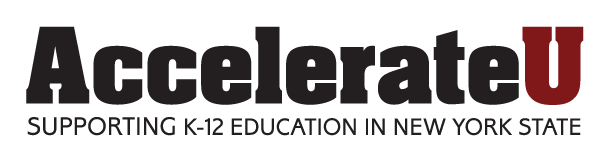 AccelerateU
SUPPORTING K-12 EDUCATION IN NEW YORK STATE